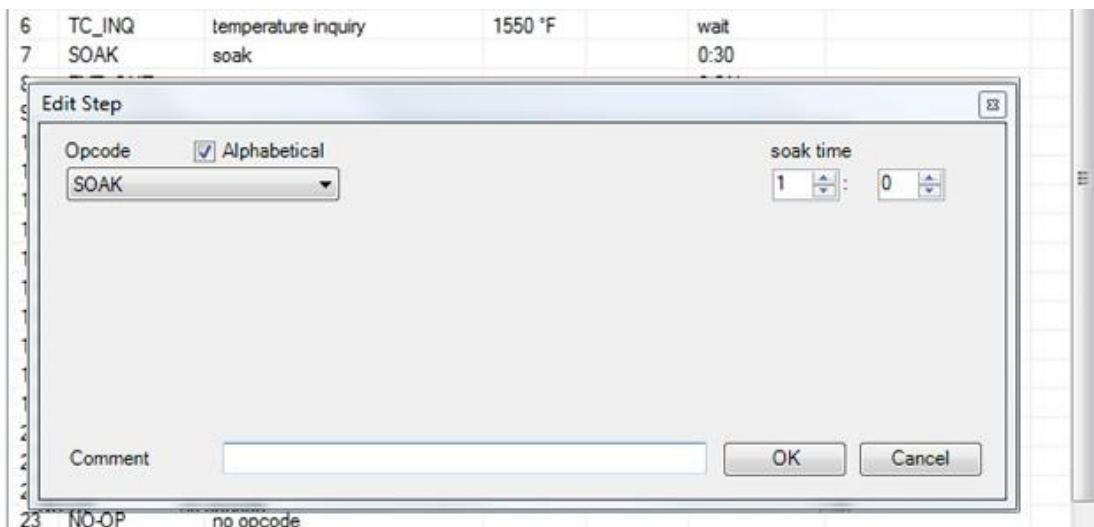 6 TC_INQ temperature inquiry 1550 °F wait
7 SOAK soak 0:30
Edit Step
Opcode Alphabetical soak time
SOAK 1 : 0
Comment OK Cancel
23 NO-OP no opcode